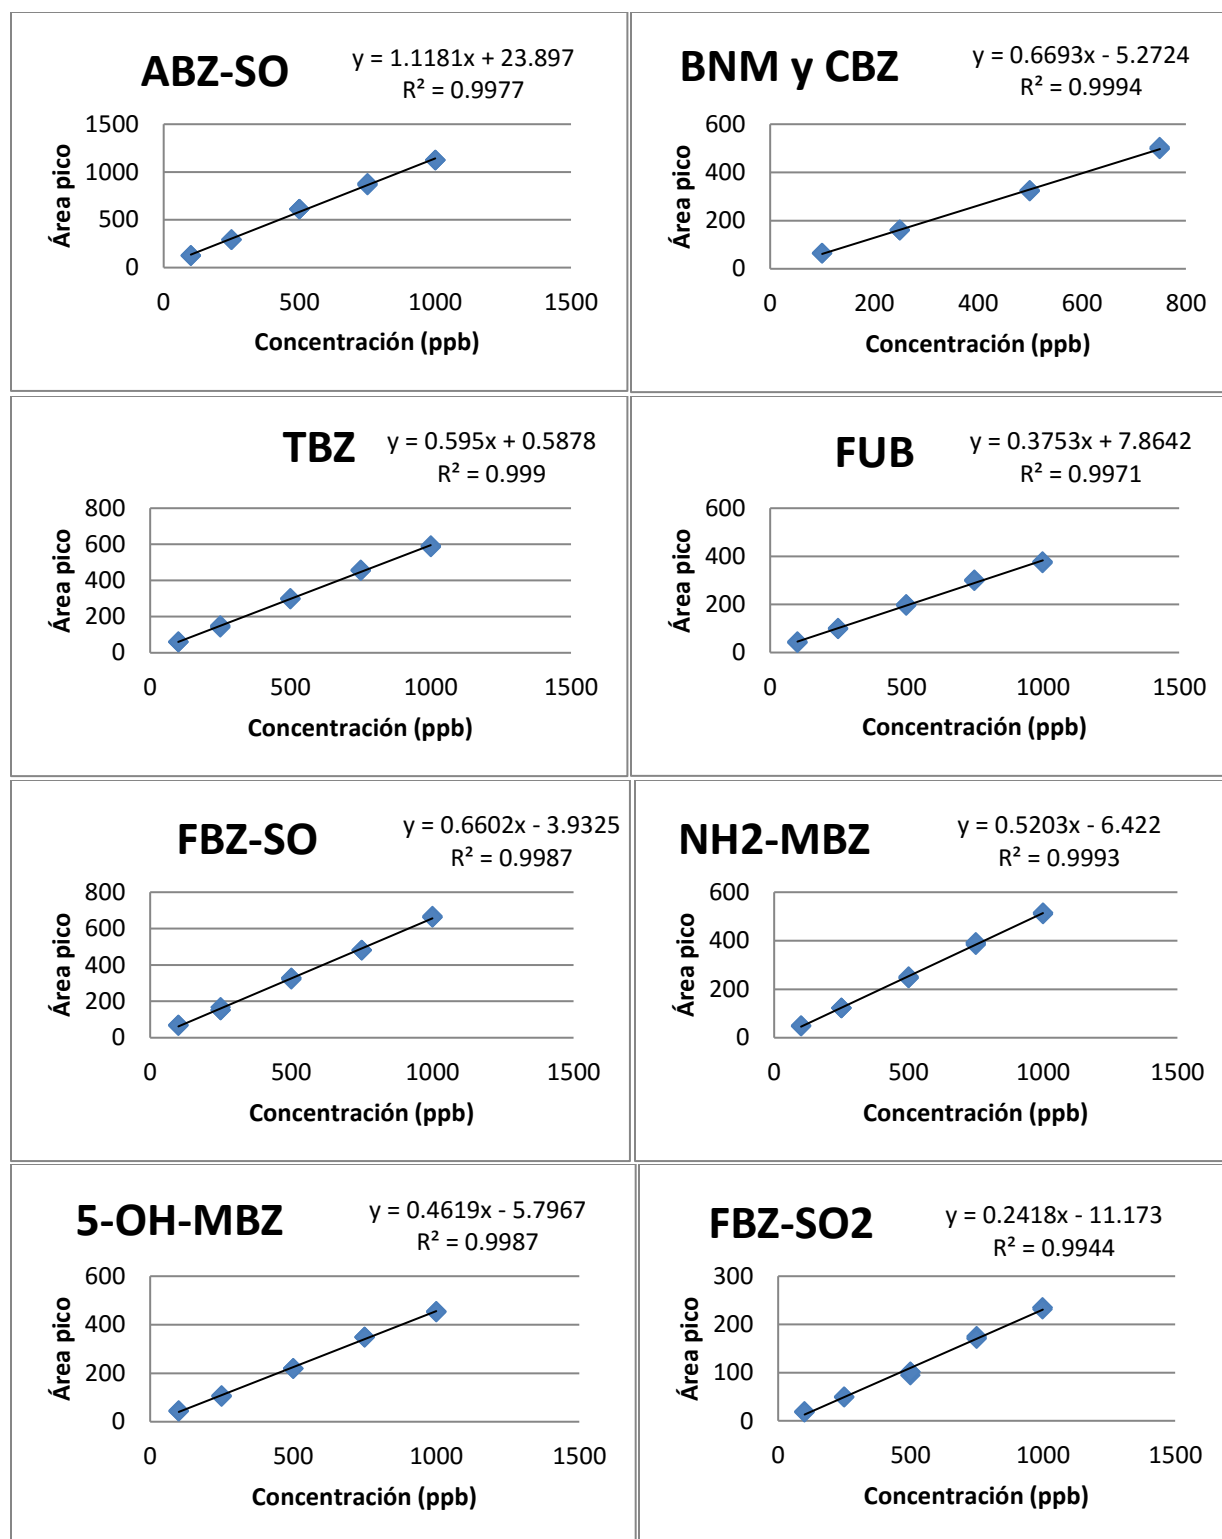 ABZ-SO
y = 1.1181x + 23.897
R² = 0.9977
1500
1000
500
0
Área pico
0 500 1000 1500
Concentración (ppb)
BNM y CBZ
y = 0.6693x - 5.2724
R² = 0.9994
600
400
200
0
Área pico
0 200 400 600 800
Concentración (ppb)
TBZ
y = 0.595x + 0.5878
R² = 0.999
800
600
400
200
0
Área pico
0 500 1000 1500
Concentración (ppb)
FUB
y = 0.3753x + 7.8642
R² = 0.9971
600
400
200
0
Área pico
0 500 1000 1500
Concentración (ppb)
FBZ-SO
y = 0.6602x - 3.9325
R² = 0.9987
800
600
400
200
0
Área pico
0 500 1000 1500
Concentración (ppb)
NH2-MBZ
y = 0.5203x - 6.422
R² = 0.9993
600
400
200
0
Área pico
0 500 1000 1500
Concentración (ppb)
5-OH-MBZ
y = 0.4619x - 5.7967
R² = 0.9987
600
400
200
0
Área pico
0 500 1000 1500
Concentración (ppb)
FBZ-SO2
y = 0.2418x - 11.173
R² = 0.9944
300
200
100
0
Área pico
0 500 1000 1500
Concentración (ppb)